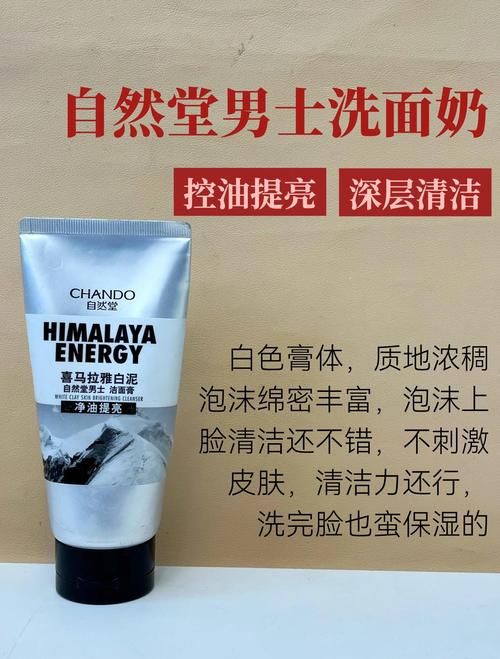 自然堂男士洗面奶
控油提亮 深层清洁
CHANDO
自然堂
HIMALAYA
ENERGY
喜马拉雅白泥
自然堂男士 洁面膏
WHITE CLAY SKIN BRIGHTENING CLEANSER
净油提亮
白色膏体，质地浓稠
泡沫绵密丰富，泡沫上
脸清洁还不错，不刺激
皮肤，清洁力还行，
洗完脸也蛮保湿的